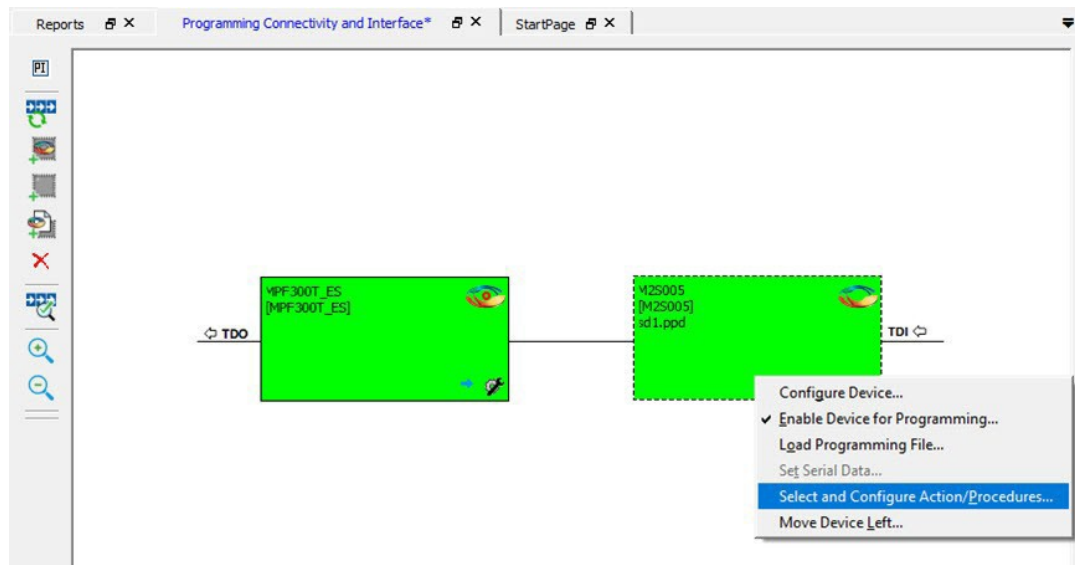 Reports
Programming Connectivity and Interface*
StartPage
PI
MPF300T_ES
[MPF300T_ES]
TDO
M2S005
[M2S005]
sd1.ppd
TDI
Configure Device...
Enable Device for Programming...
Load Programming File...
Set Serial Data...
Select and Configure Action/Procedures...
Move Device Left...